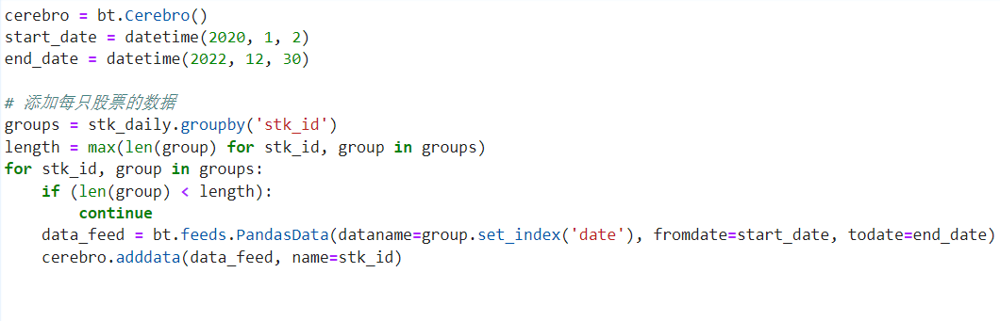 cerebro = bt.Cerebro()
start_date = datetime(2020, 1, 2)
end_date = datetime(2022, 12, 30)
# 添加每只股票的数据
groups = stk_daily.groupby('stk_id')
length = max(len(group) for stk_id, group in groups)
for stk_id, group in groups:
    if (len(group) < length):
        continue
    data_feed = bt.feeds.PandasData(dataname=group.set_index('date'), fromdate=start_date, todate=end_date)
    cerebro.adddata(data_feed, name=stk_id)